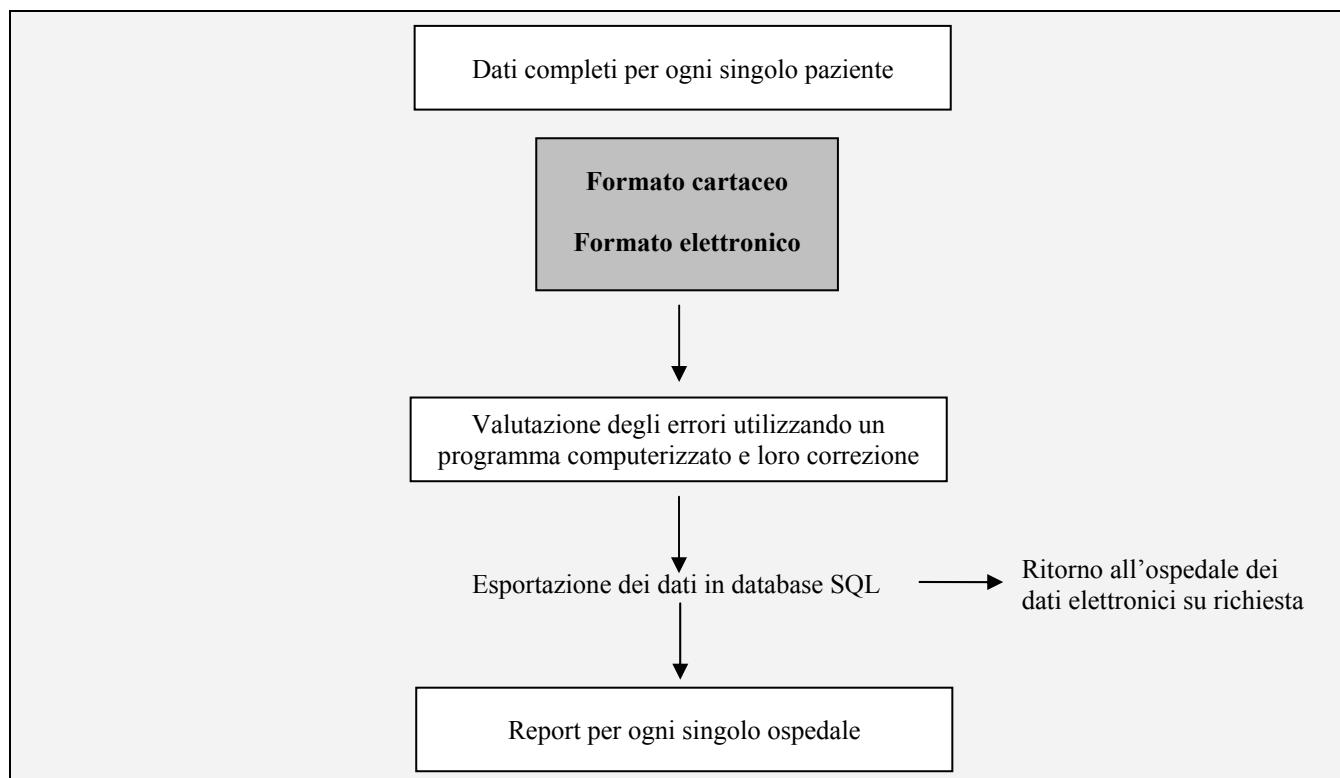 Dati completi per ogni singolo paziente
Formato cartaceo
Formato elettronico
Valutazione degli errori utilizzando un
programma computerizzato e loro correzione
Esportazione dei dati in database SQL
Ritorno all’ospedale dei
dati elettronici su richiesta
Report per ogni singolo ospedale